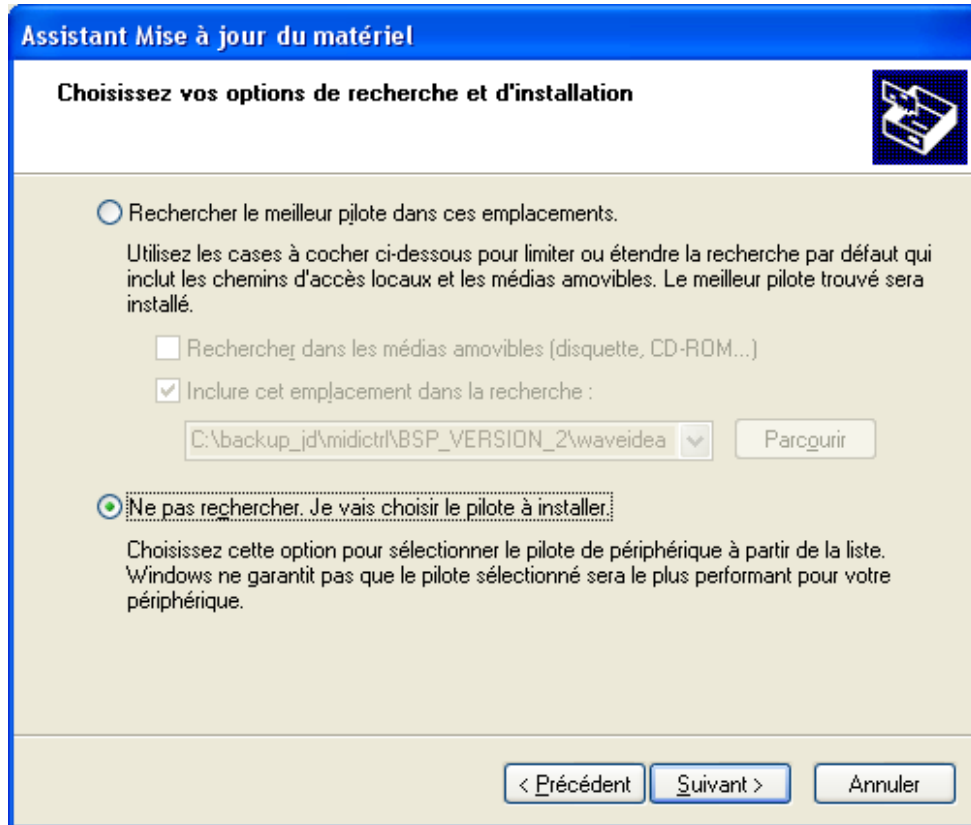 Assistant Mise à jour du matériel
Choisissez vos options de recherche et d'installation
Rechercher le meilleur pilote dans ces emplacements.
Utilisez les cases à cocher ci-dessous pour limiter ou étendre la recherche par défaut qui
inclut les chemins d'accès locaux et les médias amovibles. Le meilleur pilote trouvé sera
installé.
Rechercher dans les médias amovibles (disquette, CD-ROM...)
Inclure cet emplacement dans la recherche :
C:\backup_jd\midictrl\BSP_VERSION_2\waveidea
Parcourir
Ne pas rechercher. Je vais choisir le pilote à installer.
Choisissez cette option pour sélectionner le pilote de périphérique à partir de la liste.
Windows ne garantit pas que le pilote sélectionné sera le plus performant pour votre
périphérique.
< Précédent
Suivant >
Annuler